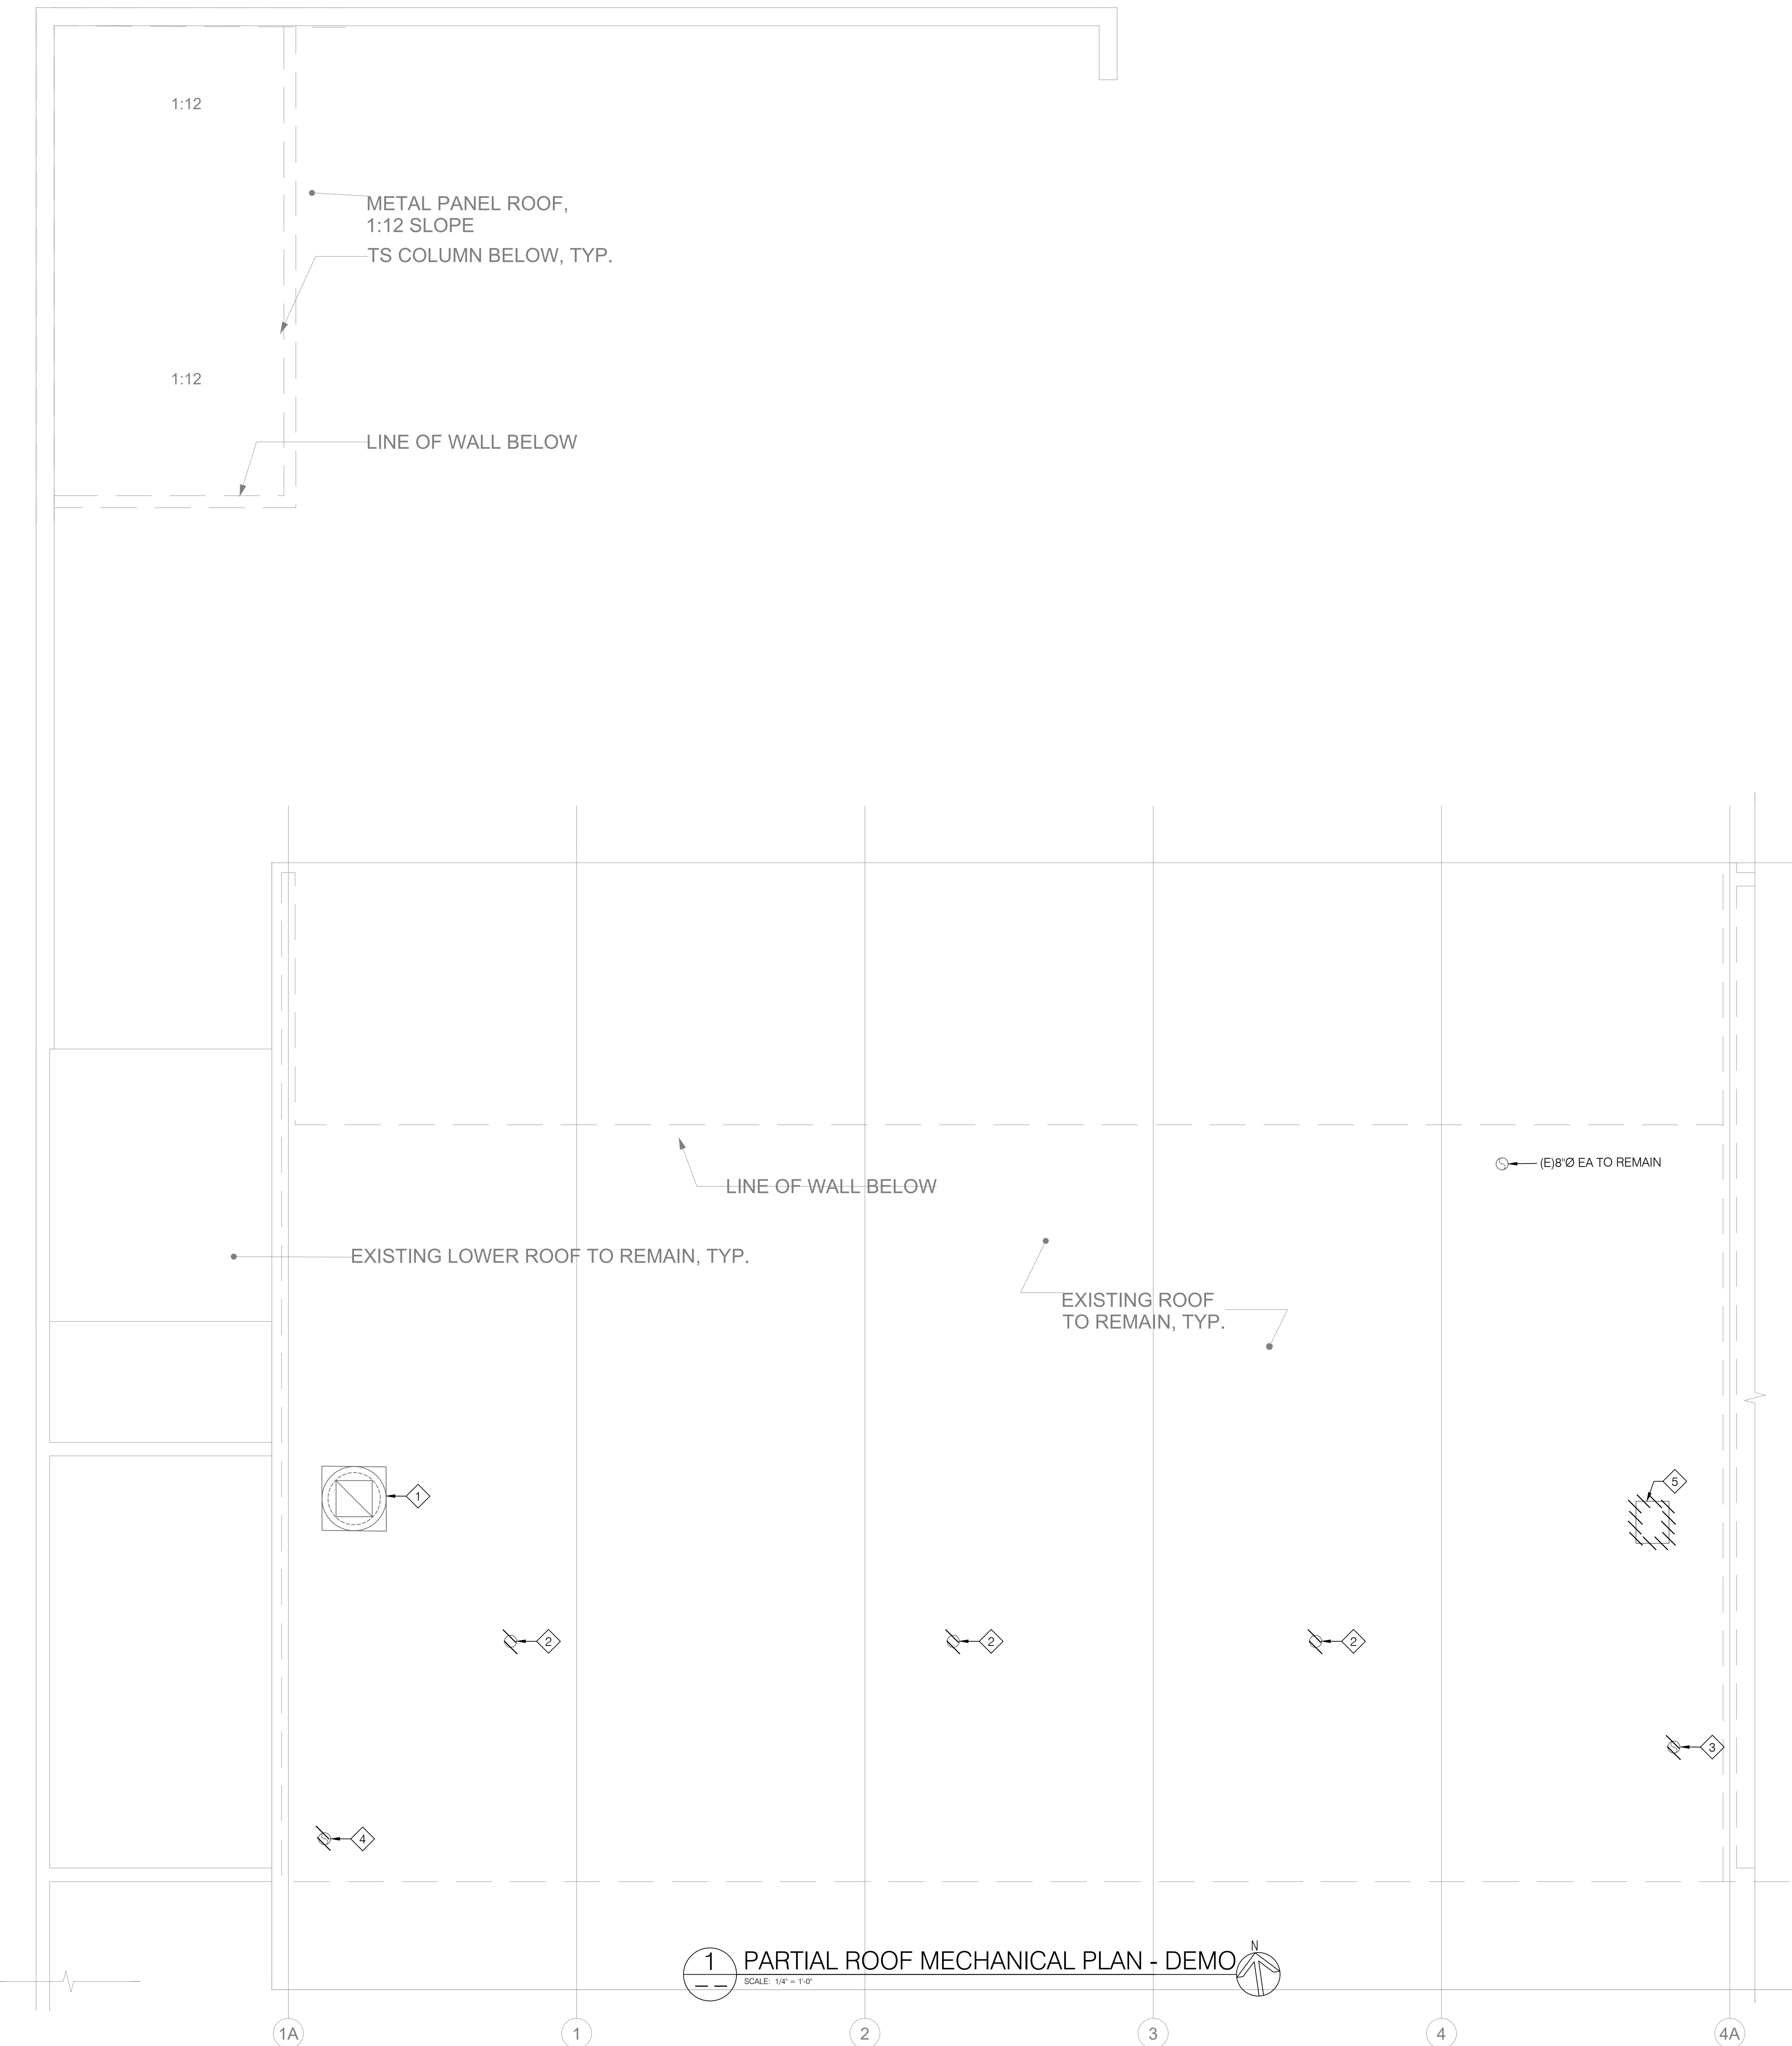 1:12
METAL PANEL ROOF,
1:12 SLOPE
TS COLUMN BELOW, TYP.
1:12
LINE OF WALL BELOW
(E)8"Ø EA TO REMAIN
LINE OF WALL BELOW
EXISTING LOWER ROOF TO REMAIN, TYP.
EXISTING ROOF
TO REMAIN, TYP.
1
5
2
2
2
3
4
1
PARTIAL ROOF MECHANICAL PLAN - DEMO
SCALE: 1/4" = 1'-0"
N
1A
1
2
3
4
4A